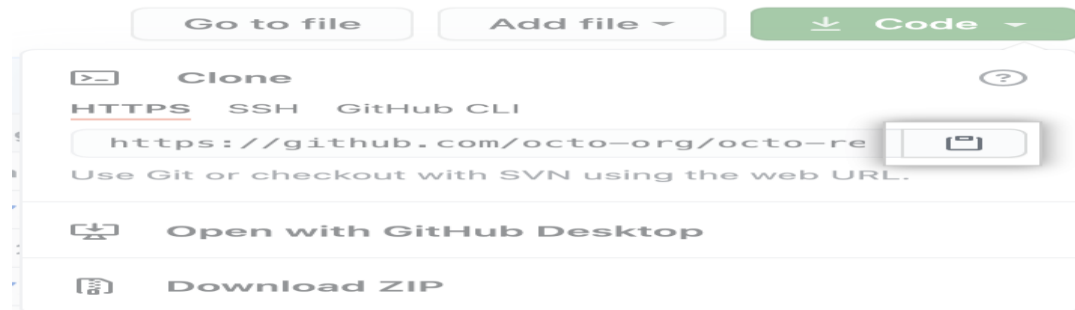 Go to file Add file Code
Clone
HTTPS SSH GitHub CLI
https://github.com/octo-org/octo-re
Use Git or checkout with SVN using the web URL.
Open with GitHub Desktop
Download ZIP